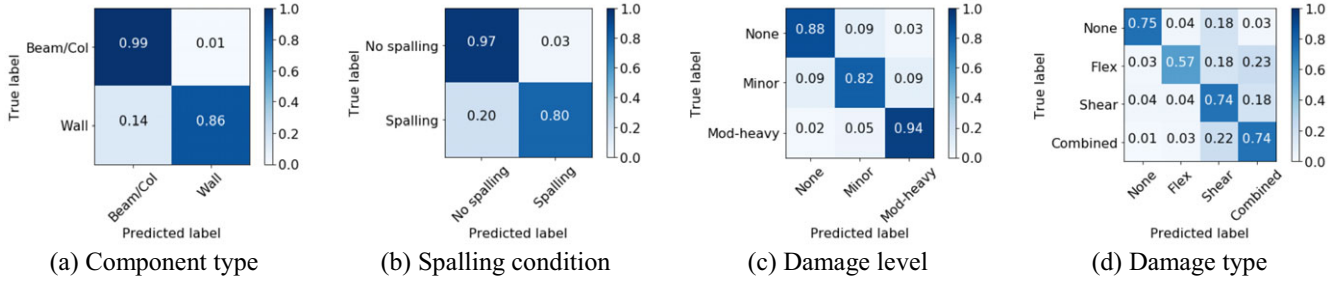 True label
Beam/Col
Wall
0.99
0.01
0.14
0.86
1.0
0.8
0.6
0.4
0.2
0.0
Beam/Col
Wall
Predicted label
(a) Component type
True label
No spalling
Spalling
0.97
0.03
0.20
0.80
1.0
0.8
0.6
0.4
0.2
0.0
No spalling
Spalling
Predicted label
(b) Spalling condition
True label
None
Minor
Mod-heavy
0.88
0.09
0.03
0.09
0.82
0.09
0.02
0.05
0.94
1.0
0.8
0.6
0.4
0.2
0.0
None
Minor
Mod-heavy
Predicted label
(c) Damage level
True label
None
Flex
Shear
Combined
0.75
0.04
0.18
0.03
0.03
0.57
0.18
0.23
0.04
0.04
0.74
0.18
0.01
0.03
0.22
0.74
1.0
0.8
0.6
0.4
0.2
0.0
None
Flex
Shear
Combined
Predicted label
(d) Damage type